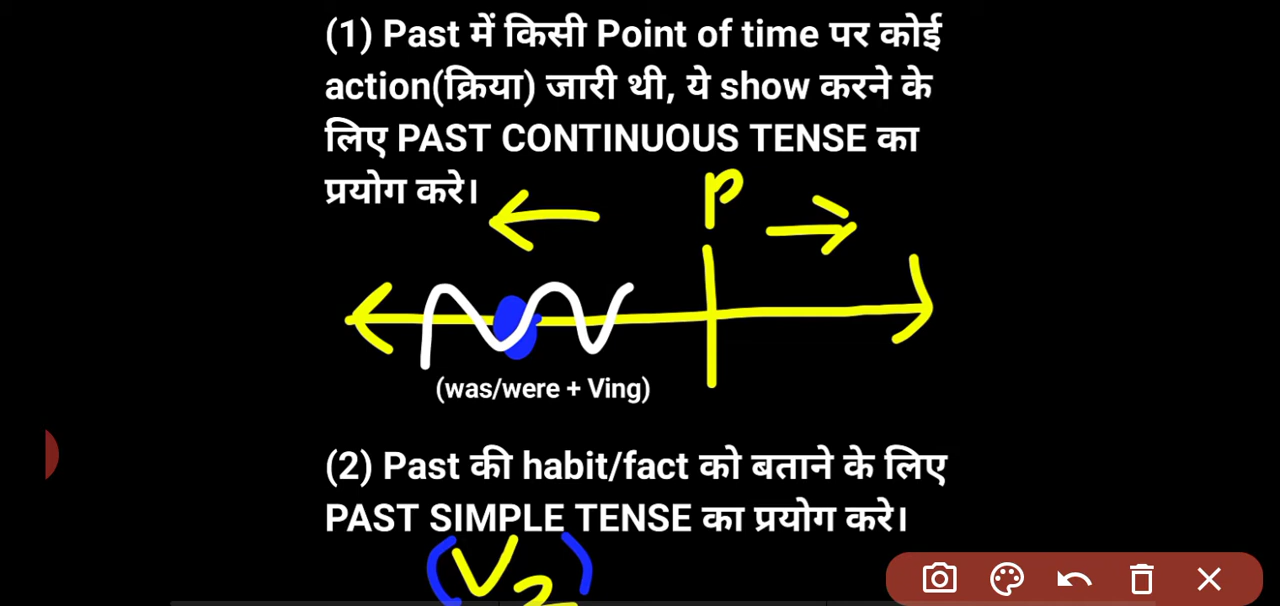 (1) Past में किसी Point of time पर कोई
action(क्रिया) जारी थी, ये show करने के
लिए PAST CONTINUOUS TENSE का
प्रयोग करे।
P
(was/were + Ving)
(2) Past की habit/fact को बताने के लिए
PAST SIMPLE TENSE का प्रयोग करे।
(V2)